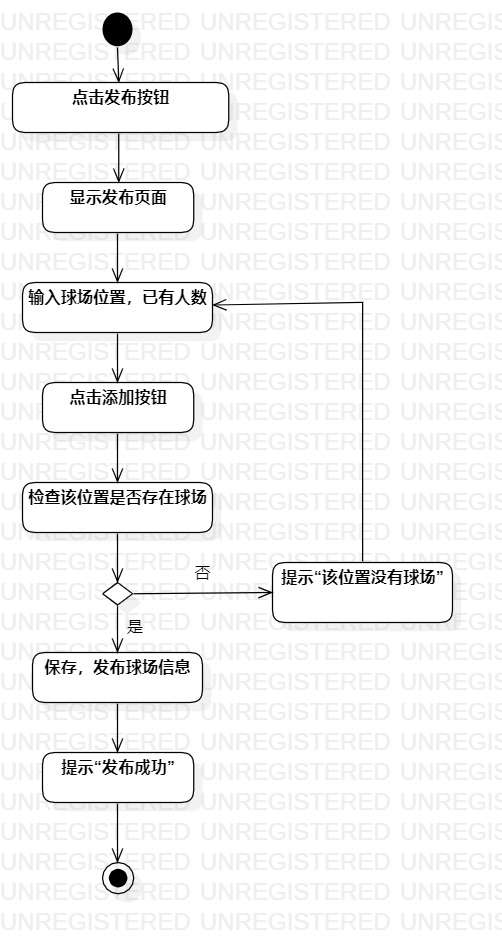 点击发布按钮
显示发布页面
输入球场位置，已有人数
点击添加按钮
检查该位置是否存在球场
否
提示“该位置没有球场”
是
保存，发布球场信息
提示“发布成功”
UNREGISTERED